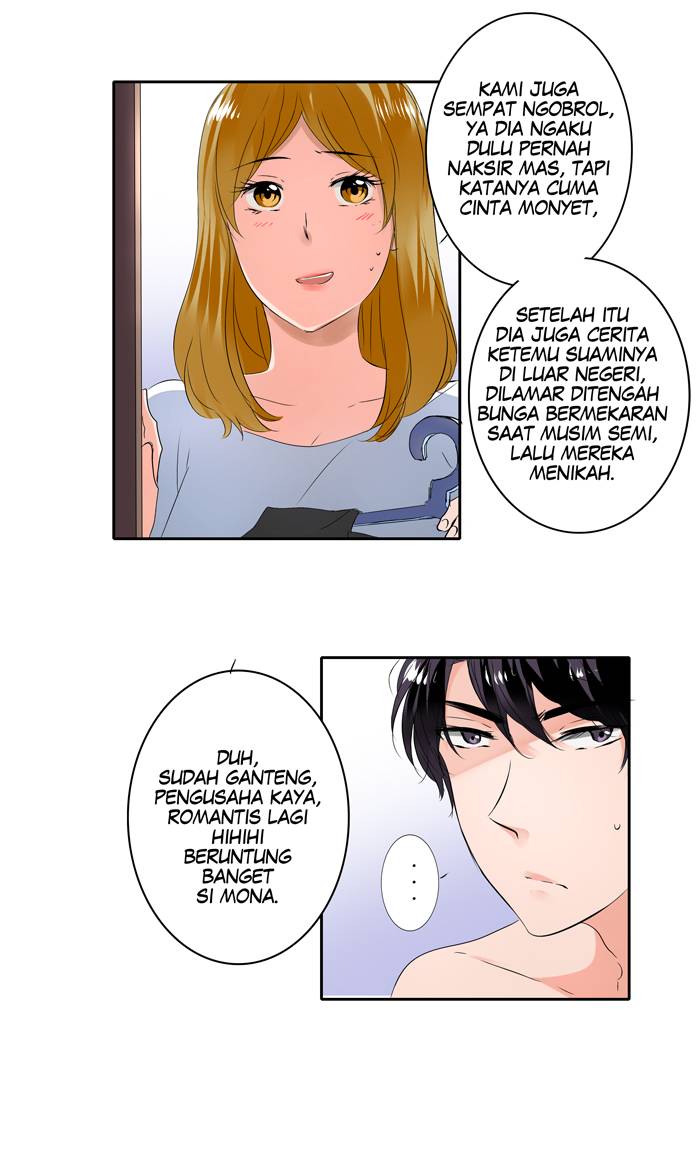 KAMI JUGA
SEMPAT NGOBROL,
YA DIA NGAKU
DULU PERNAH
NAKSIR MAS, TAPI
KATANYA CUMA
CINTA MONYET,
SETELAH ITU
DIA JUGA CERITA
KETEMU SUAMINYA
DI LUAR NEGERI,
DILAMAR DITENGAH
BUNGA BERMEKARAN
SAAT MUSIM SEMI,
LALU MEREKA
MENIKAH.
DUH,
SUDAH GANTENG,
PENGUSAHA KAYA,
ROMANTIS LAGI
HIHIHI
BERUNTUNG
BANGET
SI MONA.
...